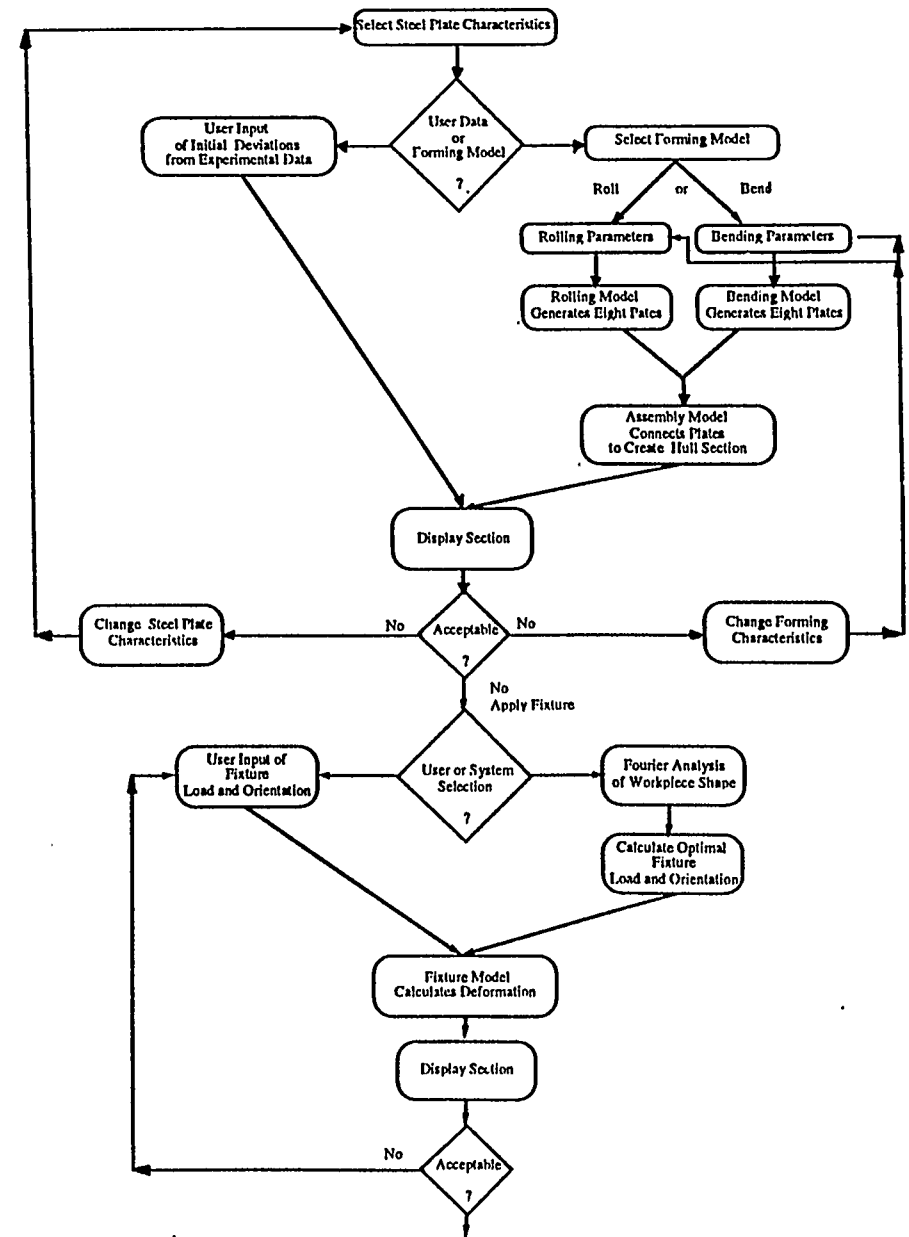 Select Steel Plate Characteristics
User Data
or
Forming Model
?
User Input
of Initial Deviations
from Experimental Data
Select Forming Model
Roll or Bend
Rolling Parameters
Bending Parameters
Rolling Model
Generates Eight Pates
Bending Model
Generates Eight Plates
Assembly Model
Connects Plates
to Create Hull Section
Display Section
Change Steel Plate
Characteristics
No
Acceptable
?
No
Change Forming
Characteristics
No
Apply Fixture
User Input of
Fixture
Load and Orientation
User or System
Selection
?
Fourier Analysis
of Workpiece Shape
Calculate Optimal
Fixture
Load and Orientation
Fixture Model
Calculates Deformation
Display Section
No
Acceptable
?